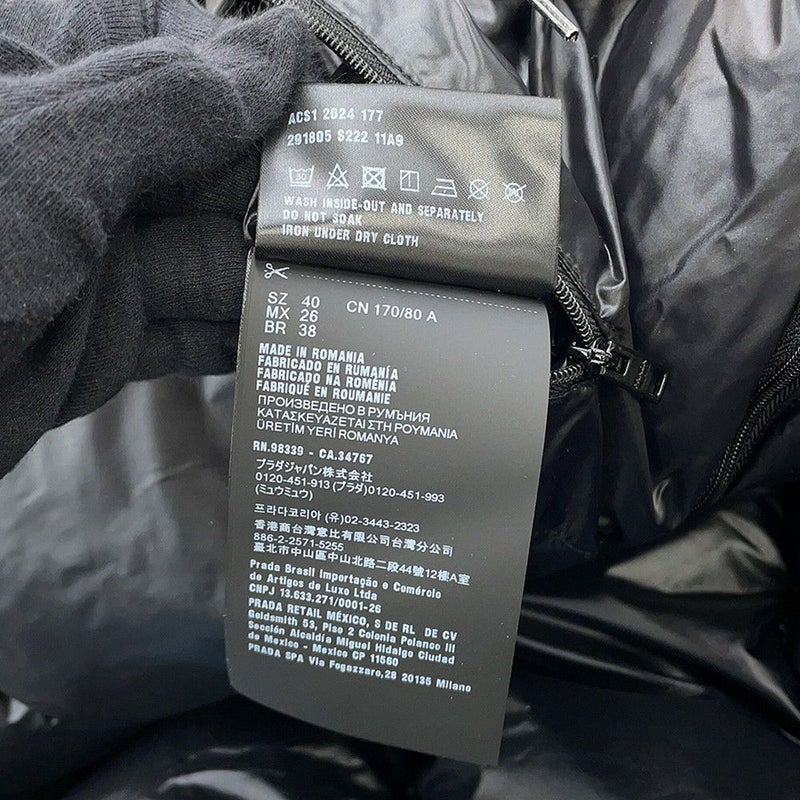 ACS1 2024 177
291805 S222 11A9
30
WASH INSIDE-OUT AND SEPARATELY
DO NOT SOAK
IRON UNDER DRY CLOTH
SZ 40 CN 170/80 A
MX 26
BR 38
MADE IN ROMANIA
FABRICADO EN RUMANÍA
FABRICADO NA ROMÉNIA
FABRIQUÉ EN ROUMANIE
ПРОИЗВЕДЕНО В РУМЪНИЯ
ΚΑΤΑΣΚΕΥΑΖΕΤΑΙ ΣΤΗ ΡΟΥΜΑΝΙΑ
ÜRETİM YERİ ROMANYA
RN.98339 - CA.34767
プラダジャパン株式会社
0120-451-913 (プラダ)0120-451-993
(ミュウミュウ)
프라다코리아 (유)02-3443-2323
香港商台灣意比有限公司台灣分公司
886-2-2571-5255
臺北市中山區中山北路二段44號12樓A室
Prada Brasil Importação e Comércio
de Artigos de Luxo Ltda
CNPJ 13.633.271/0001-26
PRADA RETAIL MÉXICO, S DE RL DE CV
Goldsmith 53, Piso 2 Colonia Polanco III
Sección Alcaldía Miguel Hidalgo Ciudad
de Mexico - Mexico CP 11560
PRADA SPA Via Fogazzaro,28 20135 Milano